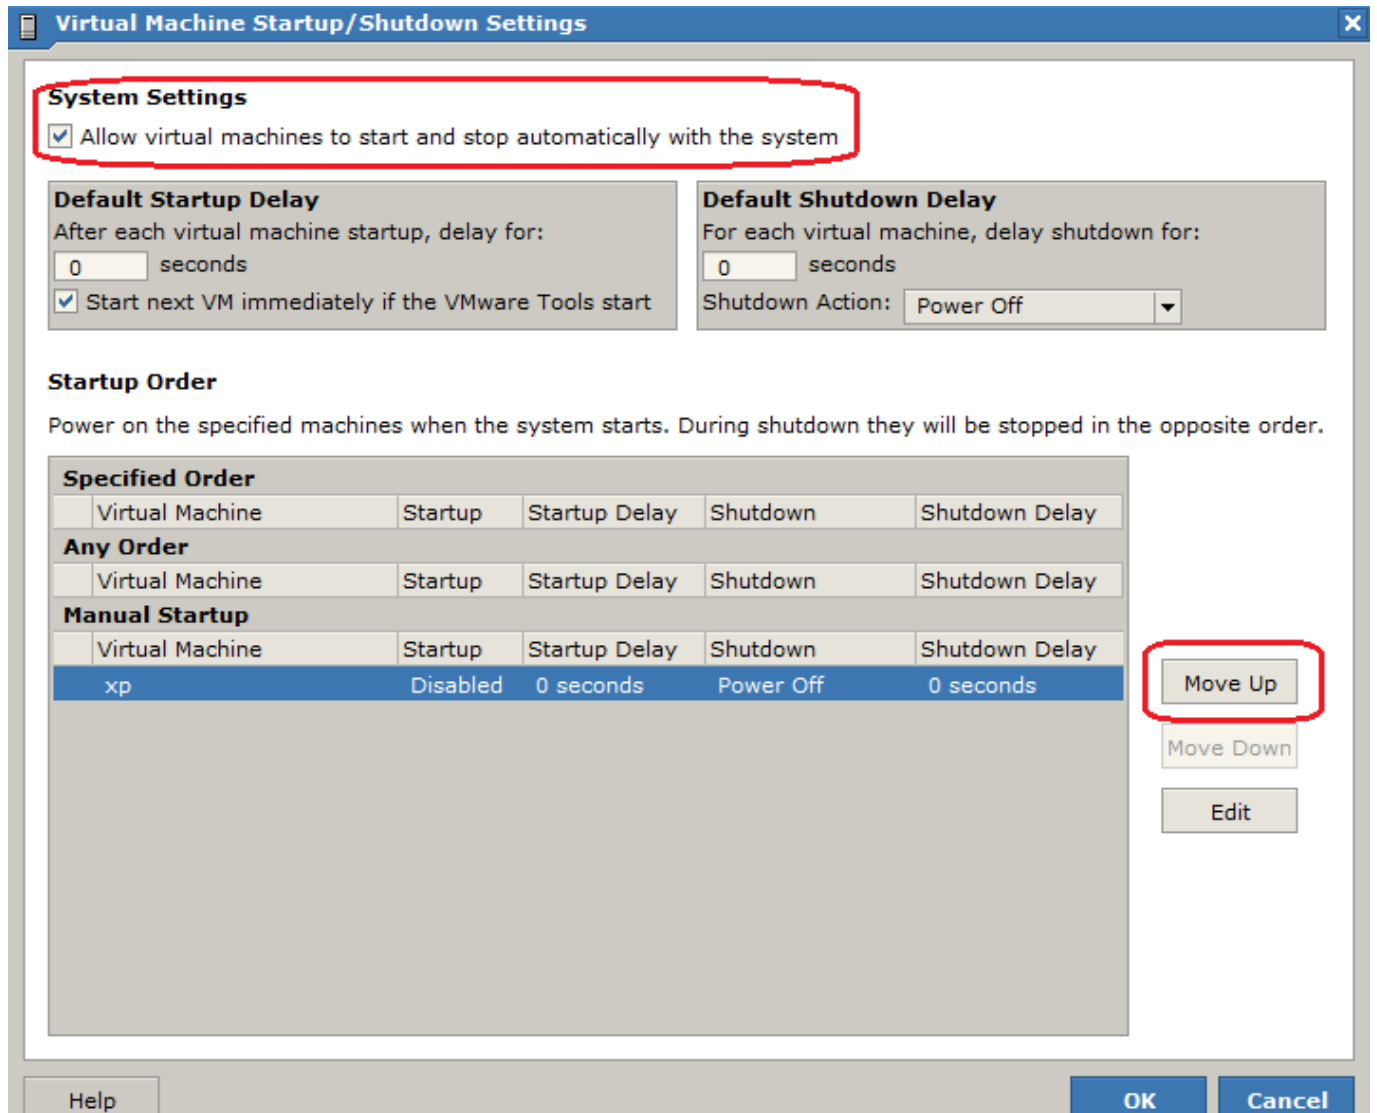 Virtual Machine Startup/Shutdown Settings
System Settings
Allow virtual machines to start and stop automatically with the system
Default Startup Delay
After each virtual machine startup, delay for:
0 seconds
Start next VM immediately if the VMware Tools start
Default Shutdown Delay
For each virtual machine, delay shutdown for:
0 seconds
Shutdown Action: Power Off
Startup Order
Power on the specified machines when the system starts. During shutdown they will be stopped in the opposite order.
Specified Order
Virtual Machine Startup Startup Delay Shutdown Shutdown Delay
Any Order
Virtual Machine Startup Startup Delay Shutdown Shutdown Delay
Manual Startup
Virtual Machine Startup Startup Delay Shutdown Shutdown Delay
xp Disabled 0 seconds Power Off 0 seconds
Move Up
Move Down
Edit
Help OK Cancel